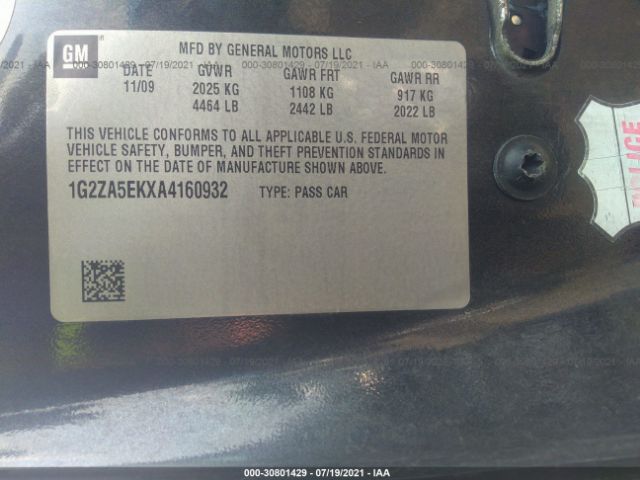 GM
MFD BY GENERAL MOTORS LLC
DATE GVWR GAWR FRT GAWR RR
11/09 2025 KG 1108 KG 917 KG
4464 LB 2442 LB 2022 LB
THIS VEHICLE CONFORMS TO ALL APPLICABLE U.S. FEDERAL MOTOR
VEHICLE SAFETY, BUMPER, AND THEFT PREVENTION STANDARDS IN
EFFECT ON THE DATE OF MANUFACTURE SHOWN ABOVE.
1G2ZA5EKXA4160932 TYPE: PASS CAR
POLICE
000-30801429 - 07/19/2021 - IAA